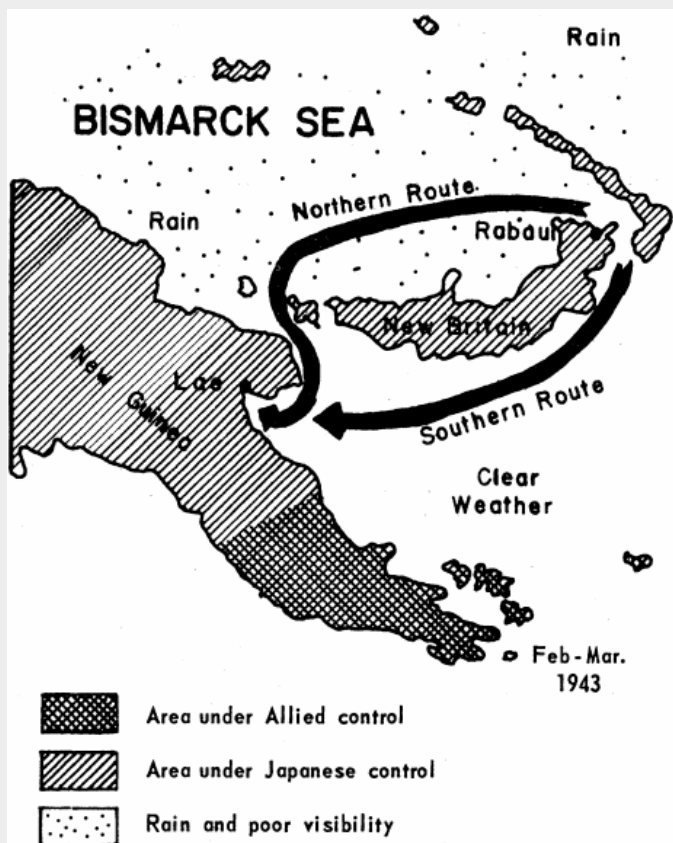 Rain
BISMARCK SEA
Northern Route
Rain
Rabaul
New Britain
New Guinea
Lae
Southern Route
Clear
Weather
Feb-Mar.
1943
Area under Allied control
Area under Japanese control
Rain and poor visibility